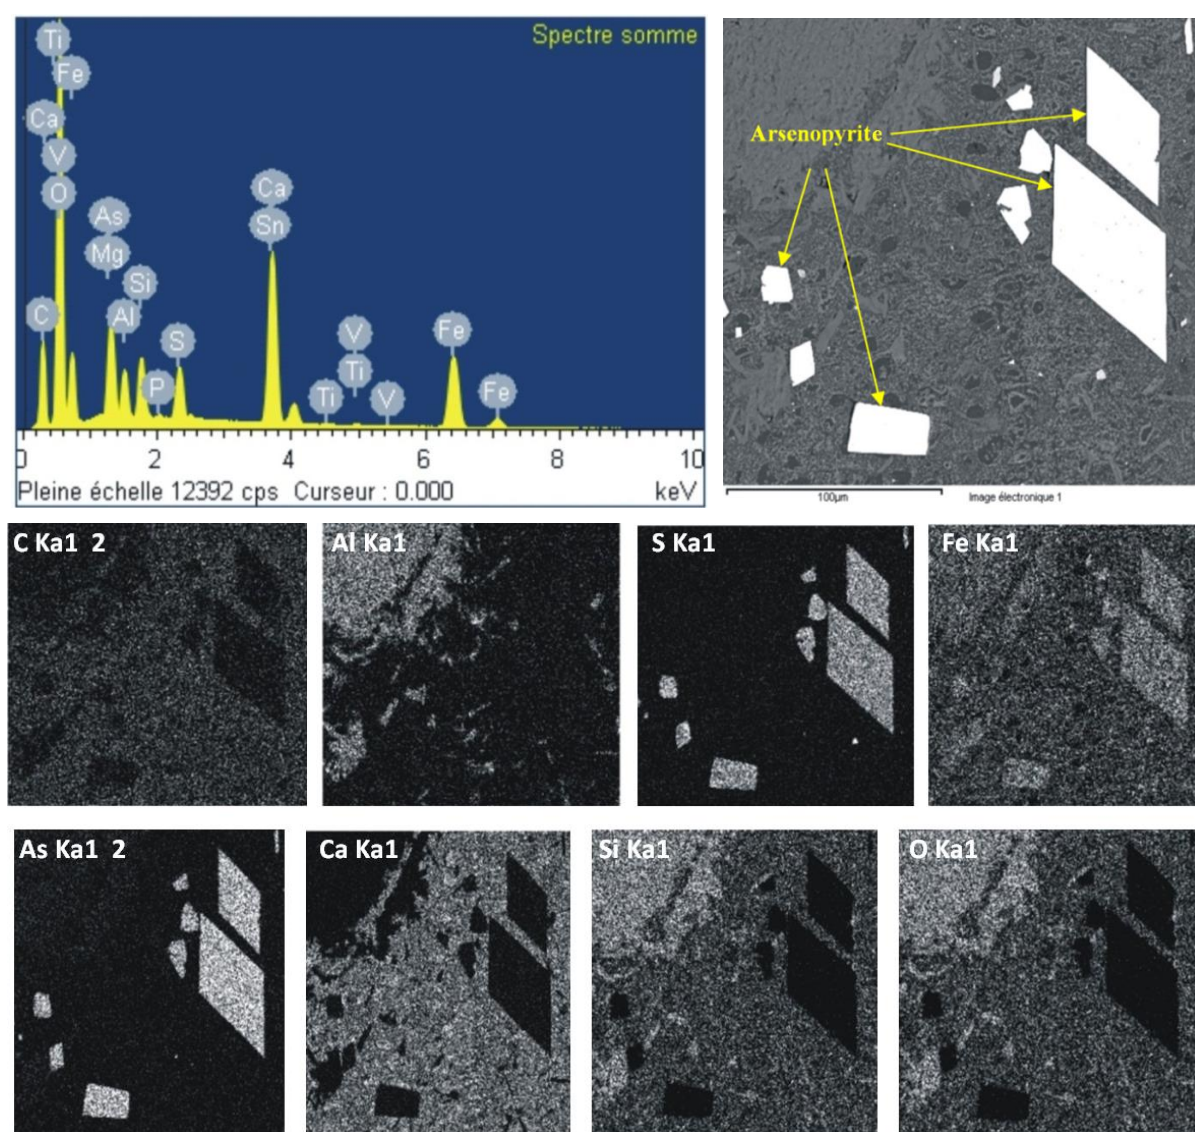 Spectre somme
Ti
Fe
Ca
V
O
C
As
Mg
Al
Si
P
S
Ca
Sn
Ti
V
Ti
V
Fe
Fe
0 2 4 6 8 10
Pleine échelle 12392 cps Curseur : 0.000 keV
Arsenopyrite
100µm Image électronique 1
C Ka1 2
Al Ka1
S Ka1
Fe Ka1
As Ka1 2
Ca Ka1
Si Ka1
O Ka1